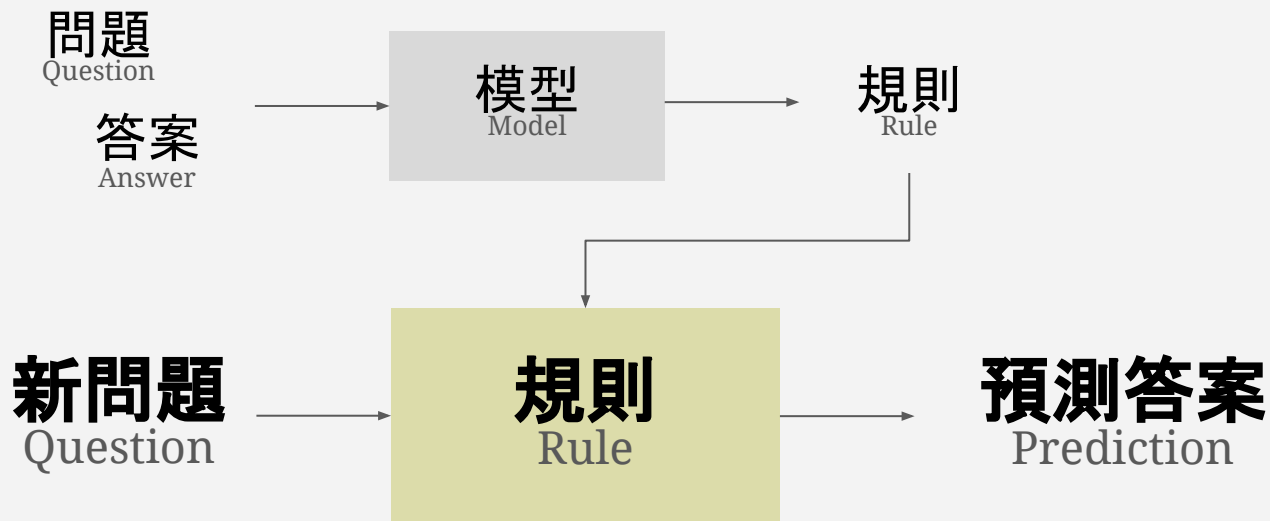 問題
Question
答案
Answer
模型
Model
規則
Rule
新問題
Question
規則
Rule
預測答案
Prediction